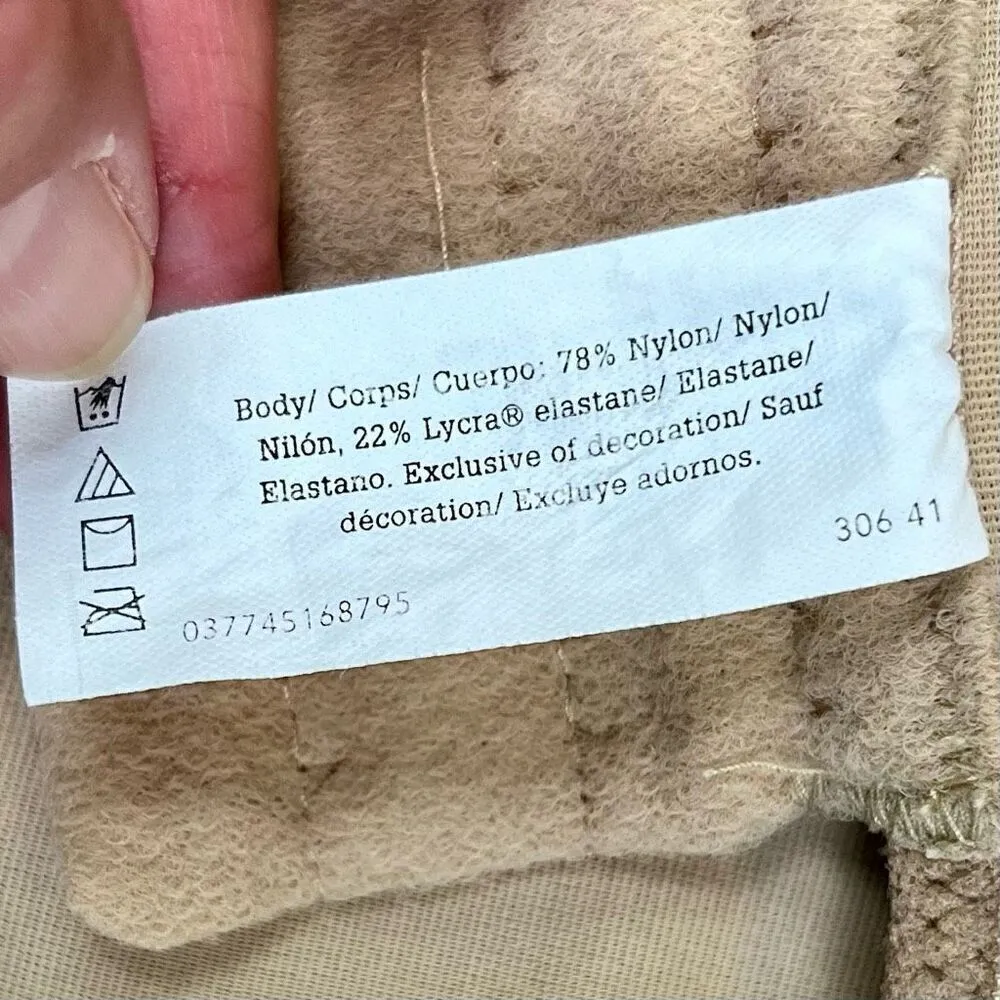 Body/ Corps/ Cuerpo: 78% Nylon/ Nylon/
Nilón, 22% Lycra® elastane/ Elastane/
Elastano. Exclusive of decoration/ Sauf
décoration/ Excluye adornos.
306 41
037745168795